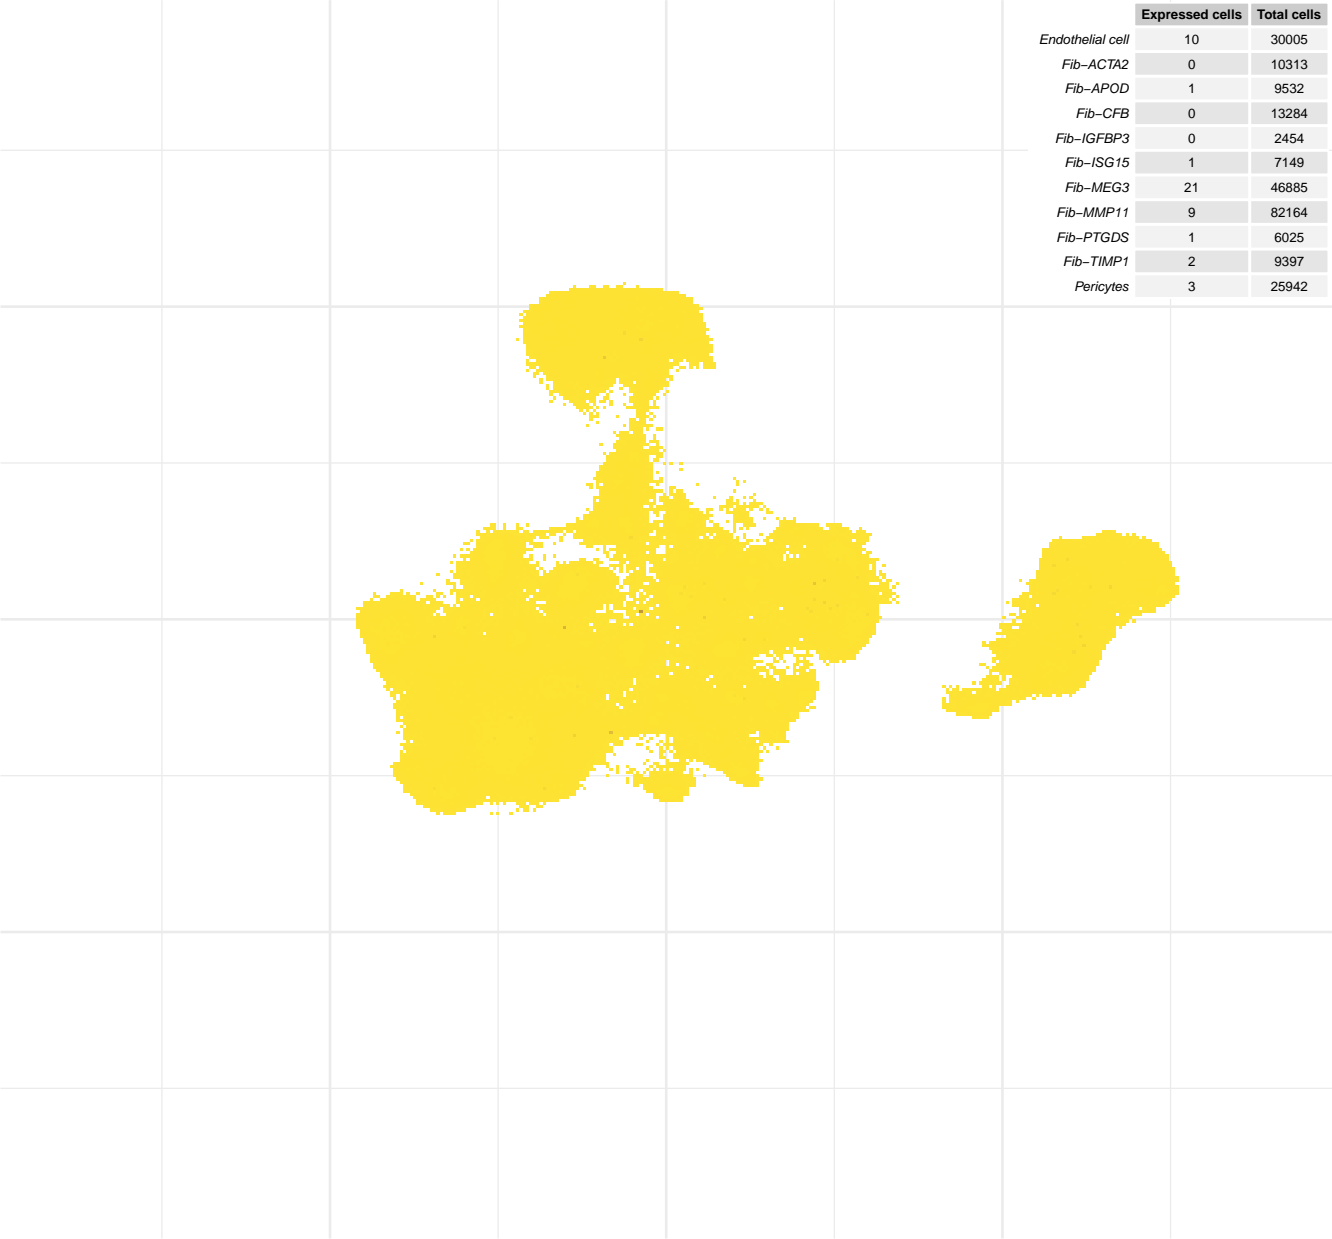 Expressed cells Total cells
Endothelial cell 10 30005
Fib−ACTA2 0 10313
Fib−APOD 1 9532
Fib−CFB 0 13284
Fib−IGFBP3 0 2454
Fib−ISG15 1 7149
Fib−MEG3 21 46885
Fib−MMP11 9 82164
Fib−PTGDS 1 6025
Fib−TIMP1 2 9397
Pericytes 3 25942